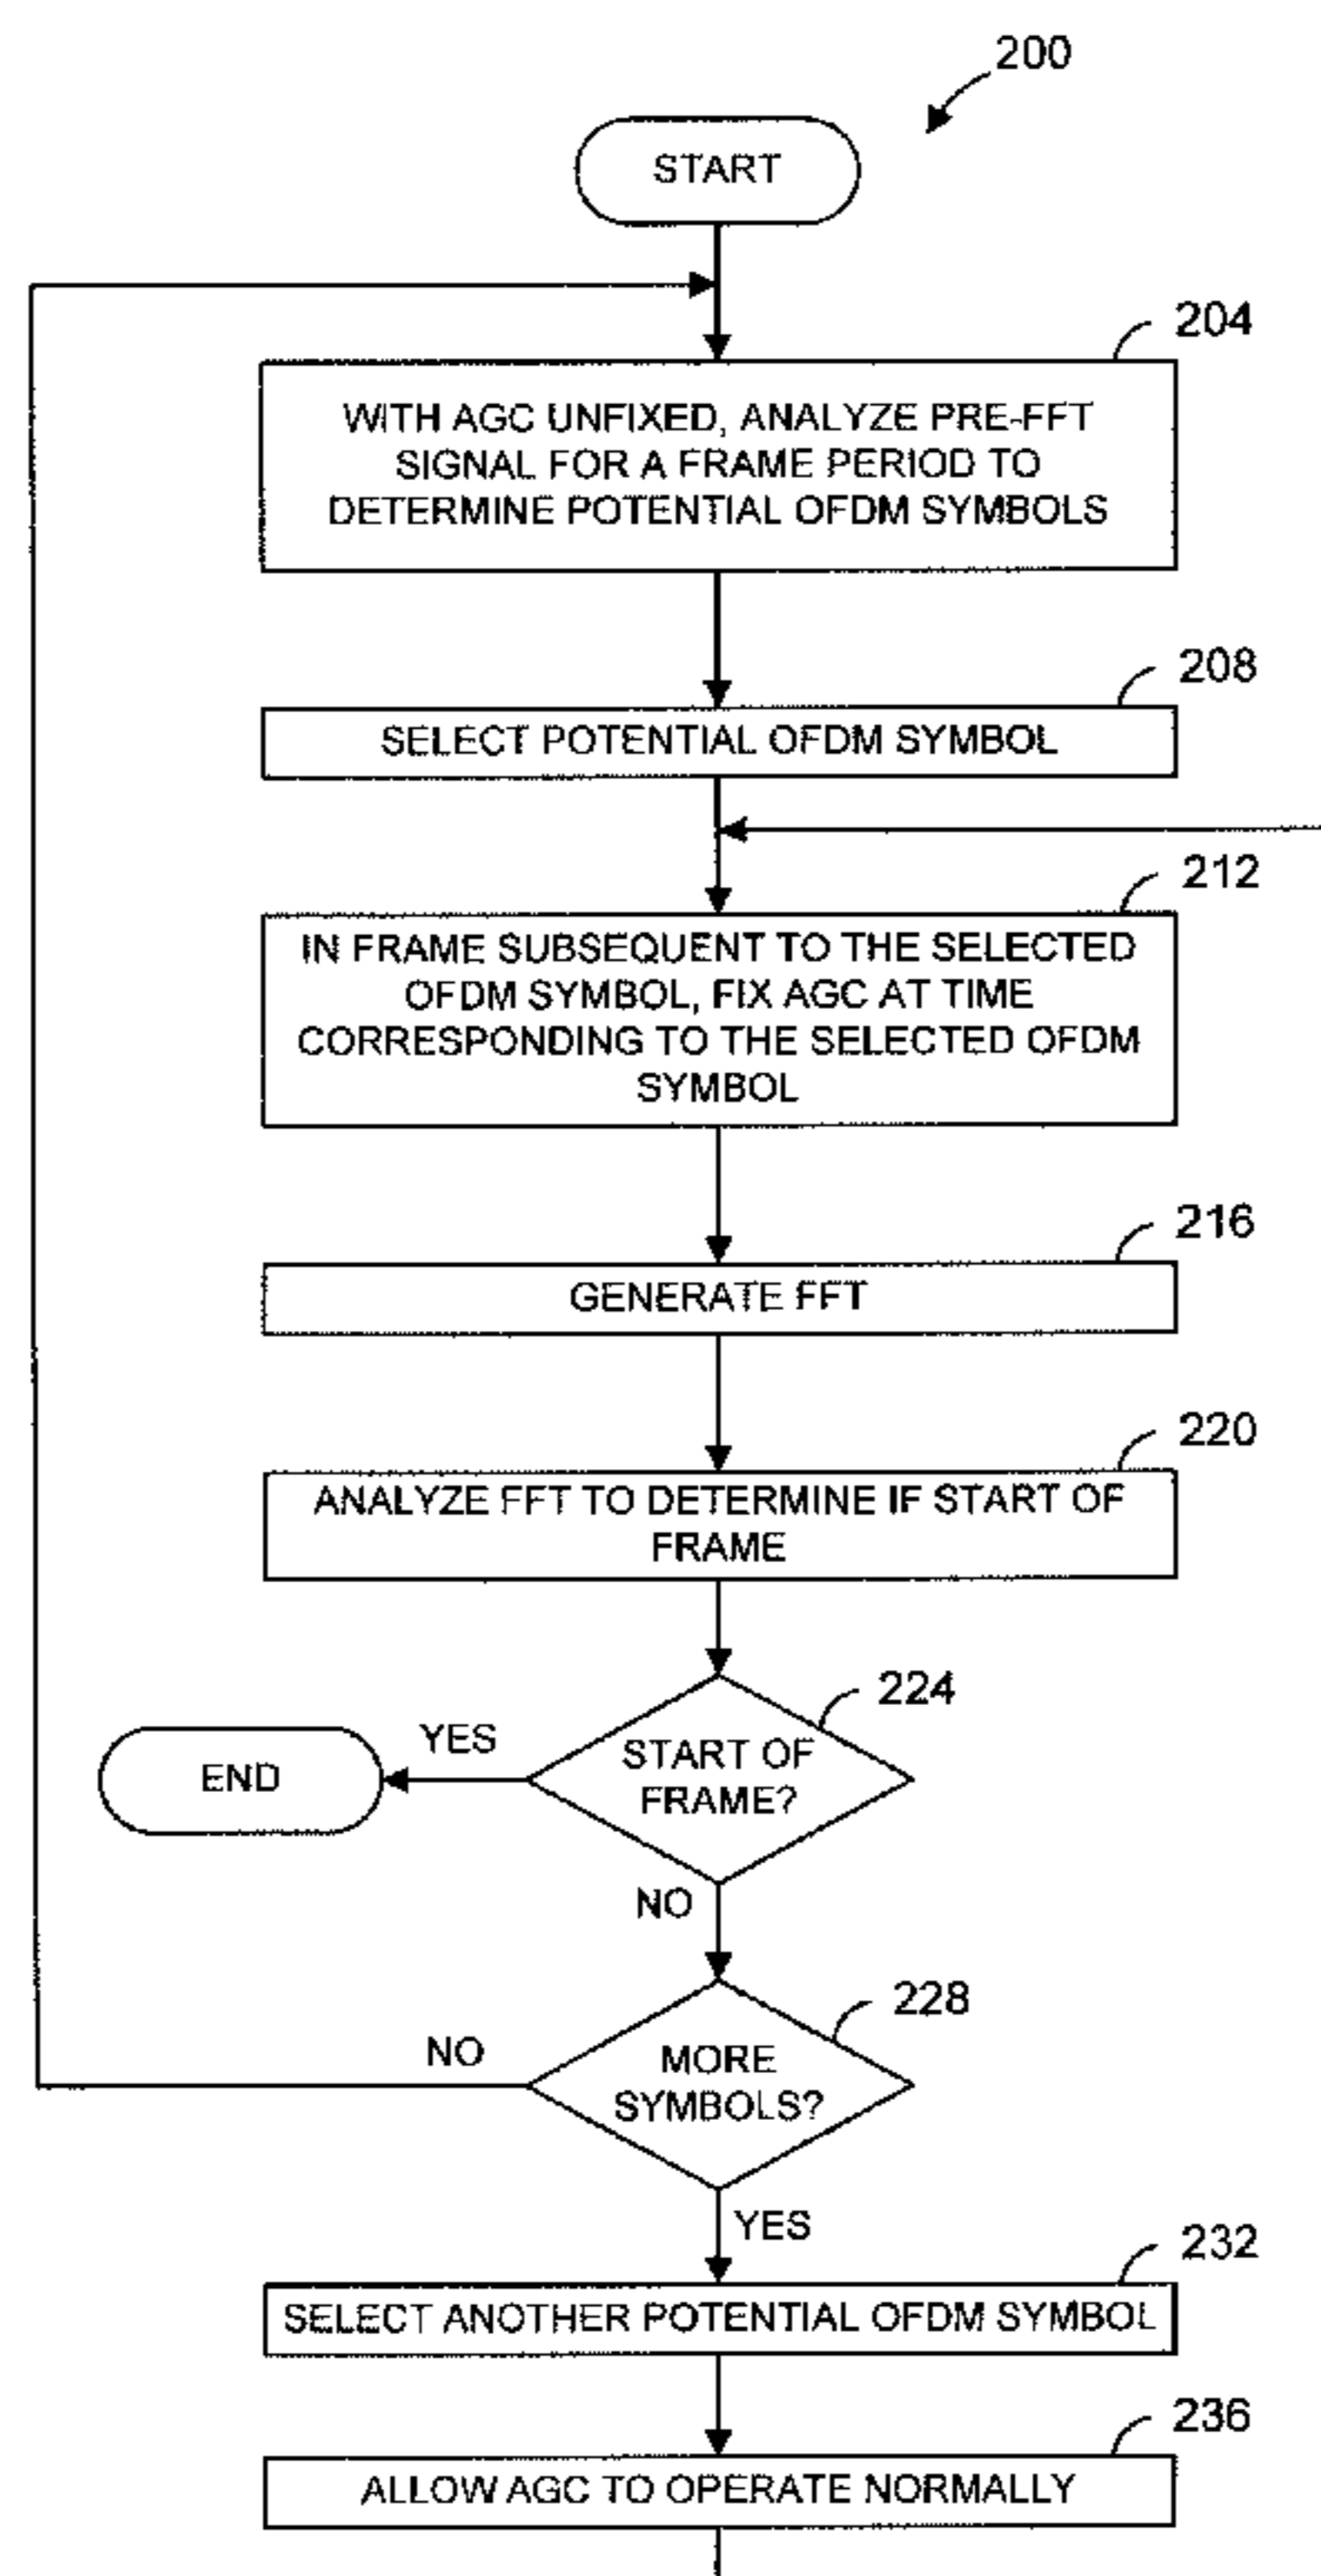 200
START
204
WITH AGC UNFIXED, ANALYZE PRE-FFT
SIGNAL FOR A FRAME PERIOD TO
DETERMINE POTENTIAL OFDM SYMBOLS
208
SELECT POTENTIAL OFDM SYMBOL
212
IN FRAME SUBSEQUENT TO THE SELECTED
OFDM SYMBOL, FIX AGC AT TIME
CORRESPONDING TO THE SELECTED OFDM
SYMBOL
216
GENERATE FFT
220
ANALYZE FFT TO DETERMINE IF START OF
FRAME
224
START OF
FRAME?
YES
END
NO
228
MORE
SYMBOLS?
NO
YES
232
SELECT ANOTHER POTENTIAL OFDM SYMBOL
236
ALLOW AGC TO OPERATE NORMALLY